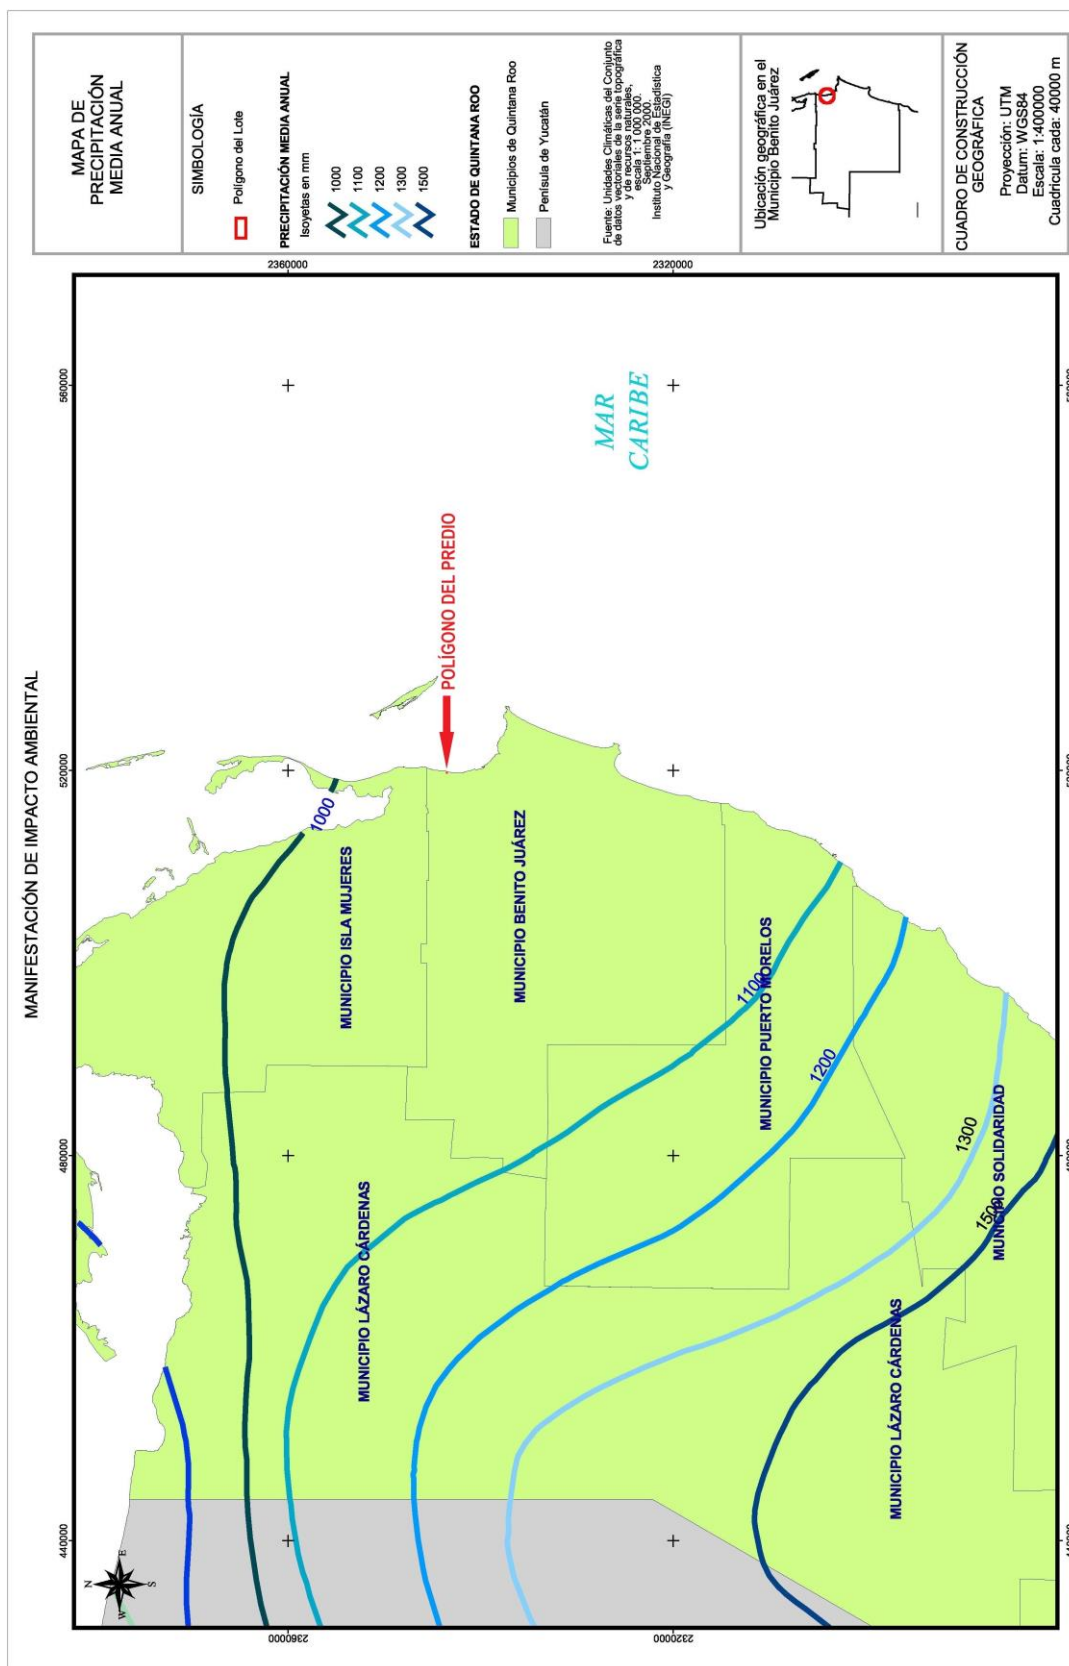 MANIFESTACIÓN DE IMPACTO AMBIENTAL
MAPA DE
PRECIPITACIÓN
MEDIA ANUAL
SIMBOLOGÍA
Polígono del Lote
PRECIPITACIÓN MEDIA ANUAL
Isoyetas en mm
1000
1100
1200
1300
1500
ESTADO DE QUINTANA ROO
Municipios de Quintana Roo
Penísula de Yucatán
Fuente: Unidades Climáticas del Conjunto
de datos vectoriales de la serie topográfica
y de recursos naturales,
escala 1: 1 000 000.
Septiembre 2000.
Instituto Nacional de Estadística
y Geografía (INEGI)
Ubicación geográfica en el
Municipio Benito Juárez
CUADRO DE CONSTRUCCIÓN
GEOGRÁFICA
Proyección: UTM
Datum: WGS84
Escala: 1:400000
Cuadricula cada: 40000 m
440000
480000
520000
560000
2360000
2320000
2360000
2320000
N
W
E
S
MAR
CARIBE
POLÍGONO DEL PREDIO
1000
MUNICIPIO ISLA MUJERES
MUNICIPIO BENITO JUÁREZ
MUNICIPIO LÁZARO CÁRDENAS
1100
MUNICIPIO PUERTO MORELOS
1200
1300
MUNICIPIO SOLIDARIDAD
1500
MUNICIPIO LÁZARO CÁRDENAS